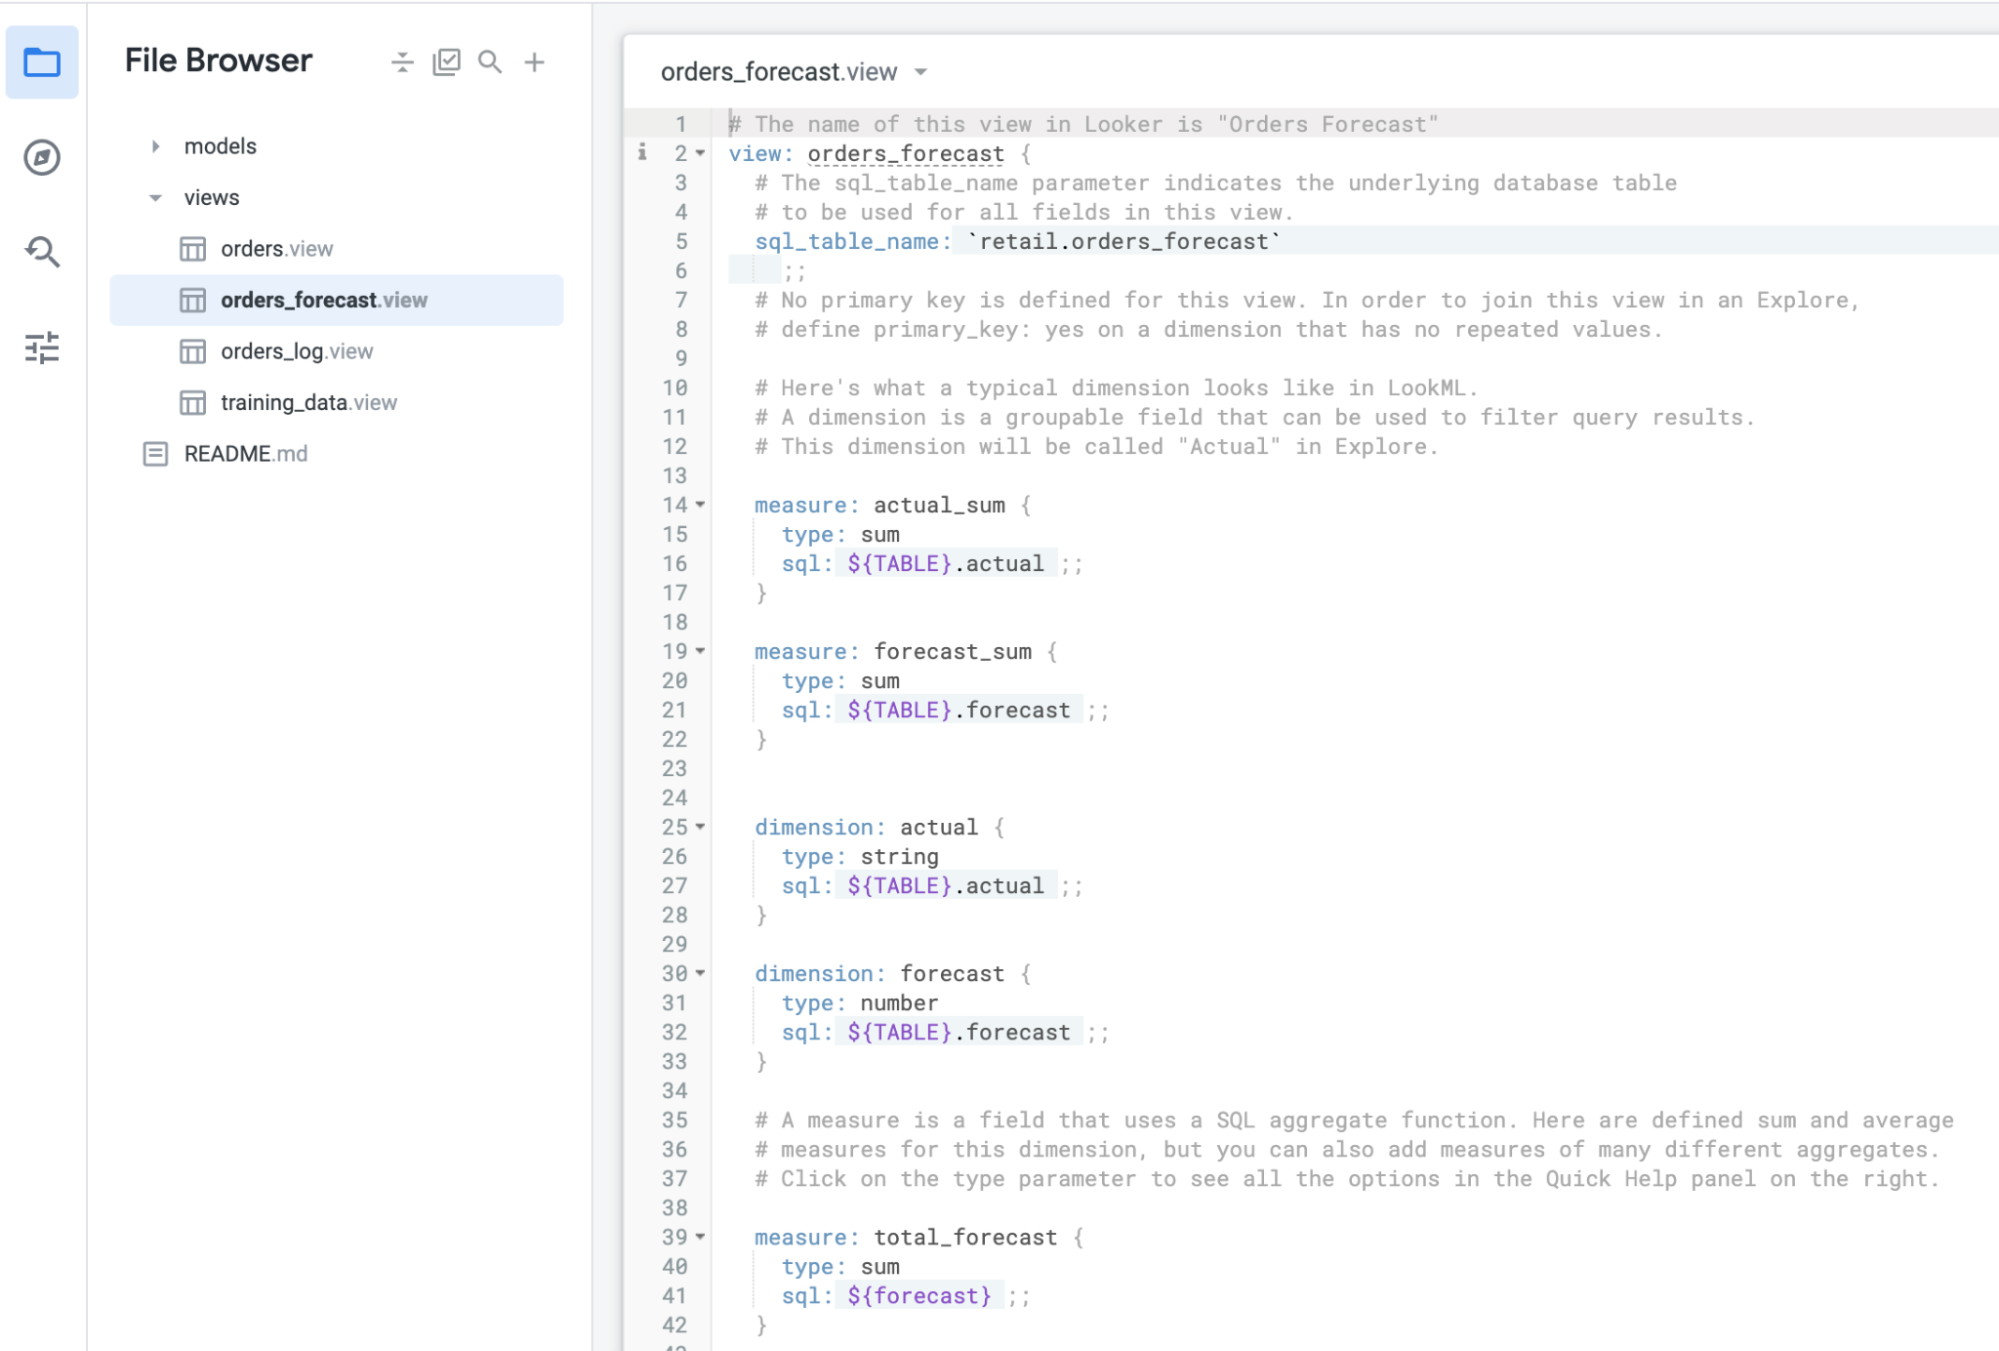 File Browser
models
views
orders.view
orders_forecast.view
orders_log.view
training_data.view
README.md
orders_forecast.view
1 # The name of this view in Looker is "Orders Forecast"
2 view: orders_forecast {
3 # The sql_table_name parameter indicates the underlying database table
4 # to be used for all fields in this view.
5 sql_table_name: `retail.orders_forecast`
6 ;;
7 # No primary key is defined for this view. In order to join this view in an Explore,
8 # define primary_key: yes on a dimension that has no repeated values.
9
10 # Here's what a typical dimension looks like in LookML.
11 # A dimension is a groupable field that can be used to filter query results.
12 # This dimension will be called "Actual" in Explore.
13
14 measure: actual_sum {
15 type: sum
16 sql: ${TABLE}.actual ;;
17 }
18
19 measure: forecast_sum {
20 type: sum
21 sql: ${TABLE}.forecast ;;
22 }
23
24
25 dimension: actual {
26 type: string
27 sql: ${TABLE}.actual ;;
28 }
29
30 dimension: forecast {
31 type: number
32 sql: ${TABLE}.forecast ;;
33 }
34
35 # A measure is a field that uses a SQL aggregate function. Here are defined sum and average
36 # measures for this dimension, but you can also add measures of many different aggregates.
37 # Click on the type parameter to see all the options in the Quick Help panel on the right.
38
39 measure: total_forecast {
40 type: sum
41 sql: ${forecast} ;;
42 }